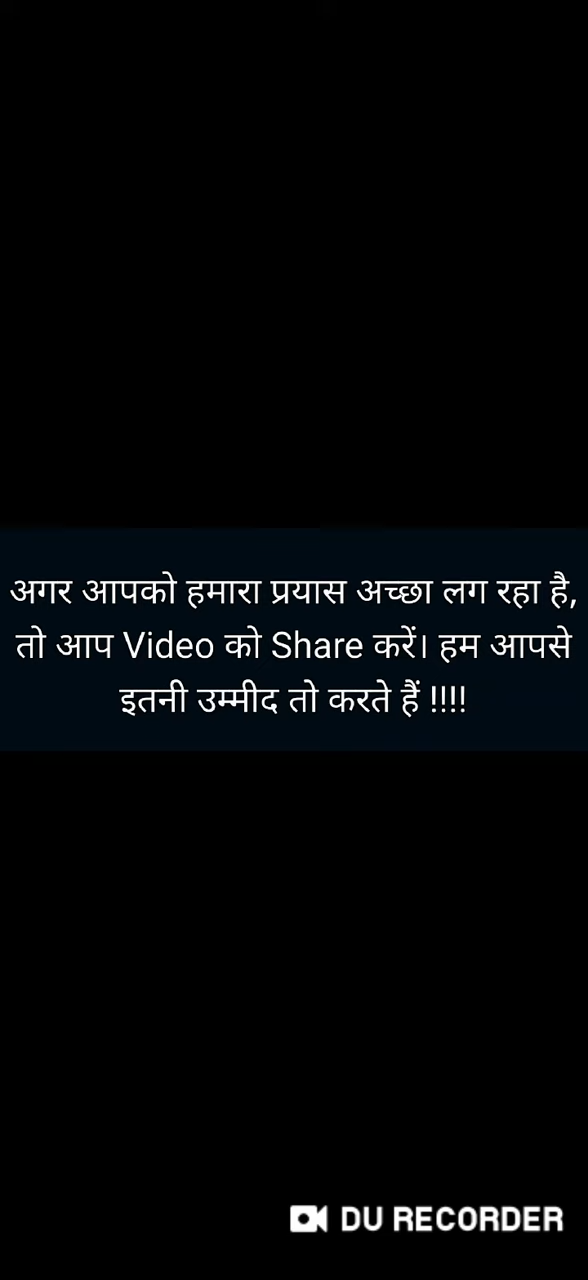 अगर आपको हमारा प्रयास अच्छा लग रहा है,
तो आप Video को Share करें। हम आपसे
इतनी उम्मीद तो करते हैं !!!!
DU RECORDER